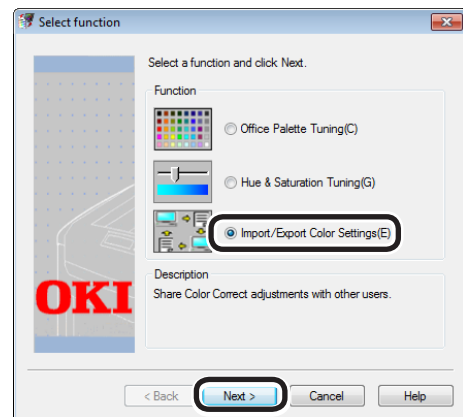 Select function
Select a function and click Next.
Function
Office Palette Tuning(C)
Hue & Saturation Tuning(G)
Import/Export Color Settings(E)
Description
Share Color Correct adjustments with other users.
OKI
< Back Next > Cancel Help